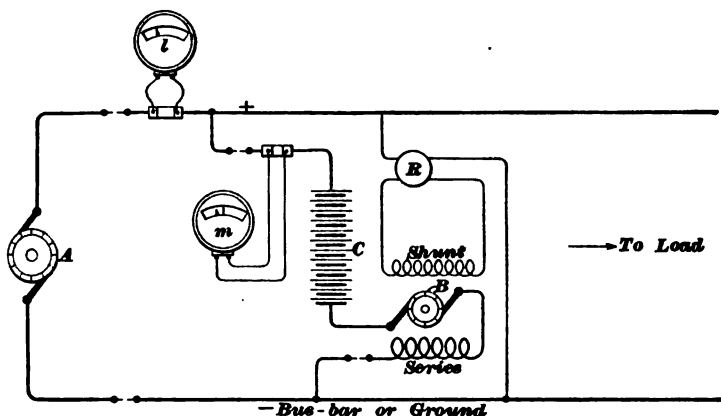 l
+
R
m
C
A
Shunt
To Load
B
Series
— Bus-bar or Ground